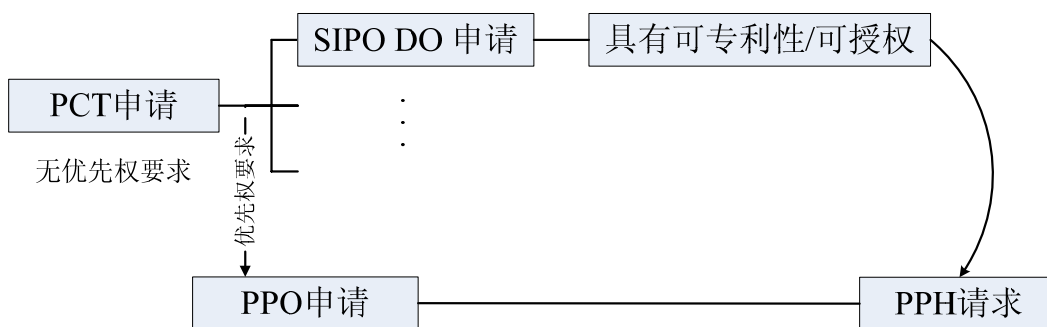 SIPO DO 申请
具有可专利性/可授权
PCT申请
无优先权要求
优先权要求
PPO申请
PPH请求